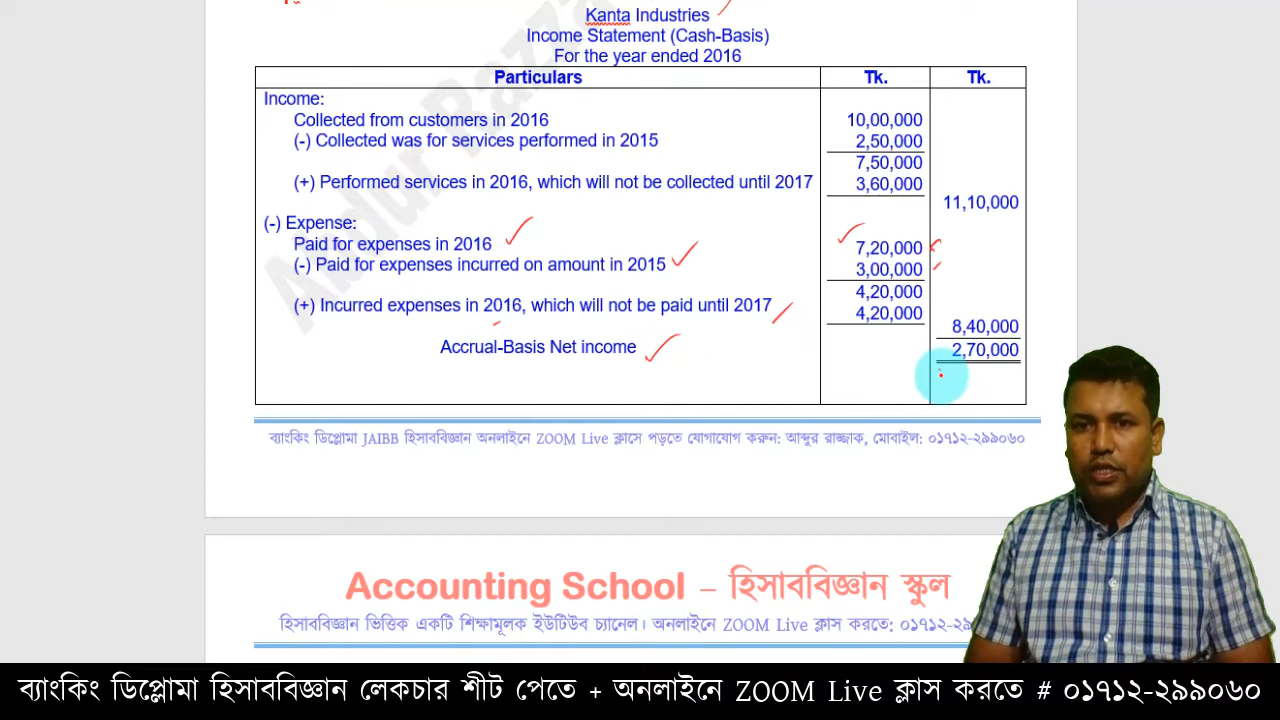 Kanta Industries
Income Statement (Cash-Basis)
For the year ended 2016
Particulars Tk. Tk.
Income:
Collected from customers in 2016 10,00,000
(-) Collected was for services performed in 2015 2,50,000
7,50,000
(+) Performed services in 2016, which will not be collected until 2017 3,60,000
11,10,000
(-) Expense:
Paid for expenses in 2016 7,20,000
(-) Paid for expenses incurred on amount in 2015 3,00,000
4,20,000
(+) Incurred expenses in 2016, which will not be paid until 2017 4,20,000
8,40,000
Accrual-Basis Net income 2,70,000
Abdur Razza
ব্যাংকিং ডিপ্লোমা JAIBB হিসাববিজ্ঞান অনলাইনে ZOOM Live ক্লাসে পড়তে যোগাযোগ করুন: আব্দুর রাজ্জাক, মোবাইল: ০১৭১২-২৯৯০৬০
Accounting School – হিসাববিজ্ঞান স্কুল
হিসাববিজ্ঞান ভিত্তিক একটি শিক্ষামূলক ইউটিউব চ্যানেল। অনলাইনে ZOOM Live ক্লাস করতে: ০১৭১২-২৯
ব্যাংকিং ডিপ্লোমা হিসাববিজ্ঞান লেকচার শীট পেতে + অনলাইনে ZOOM Live ক্লাস করতে # ০১৭১২-২৯৯০৬০